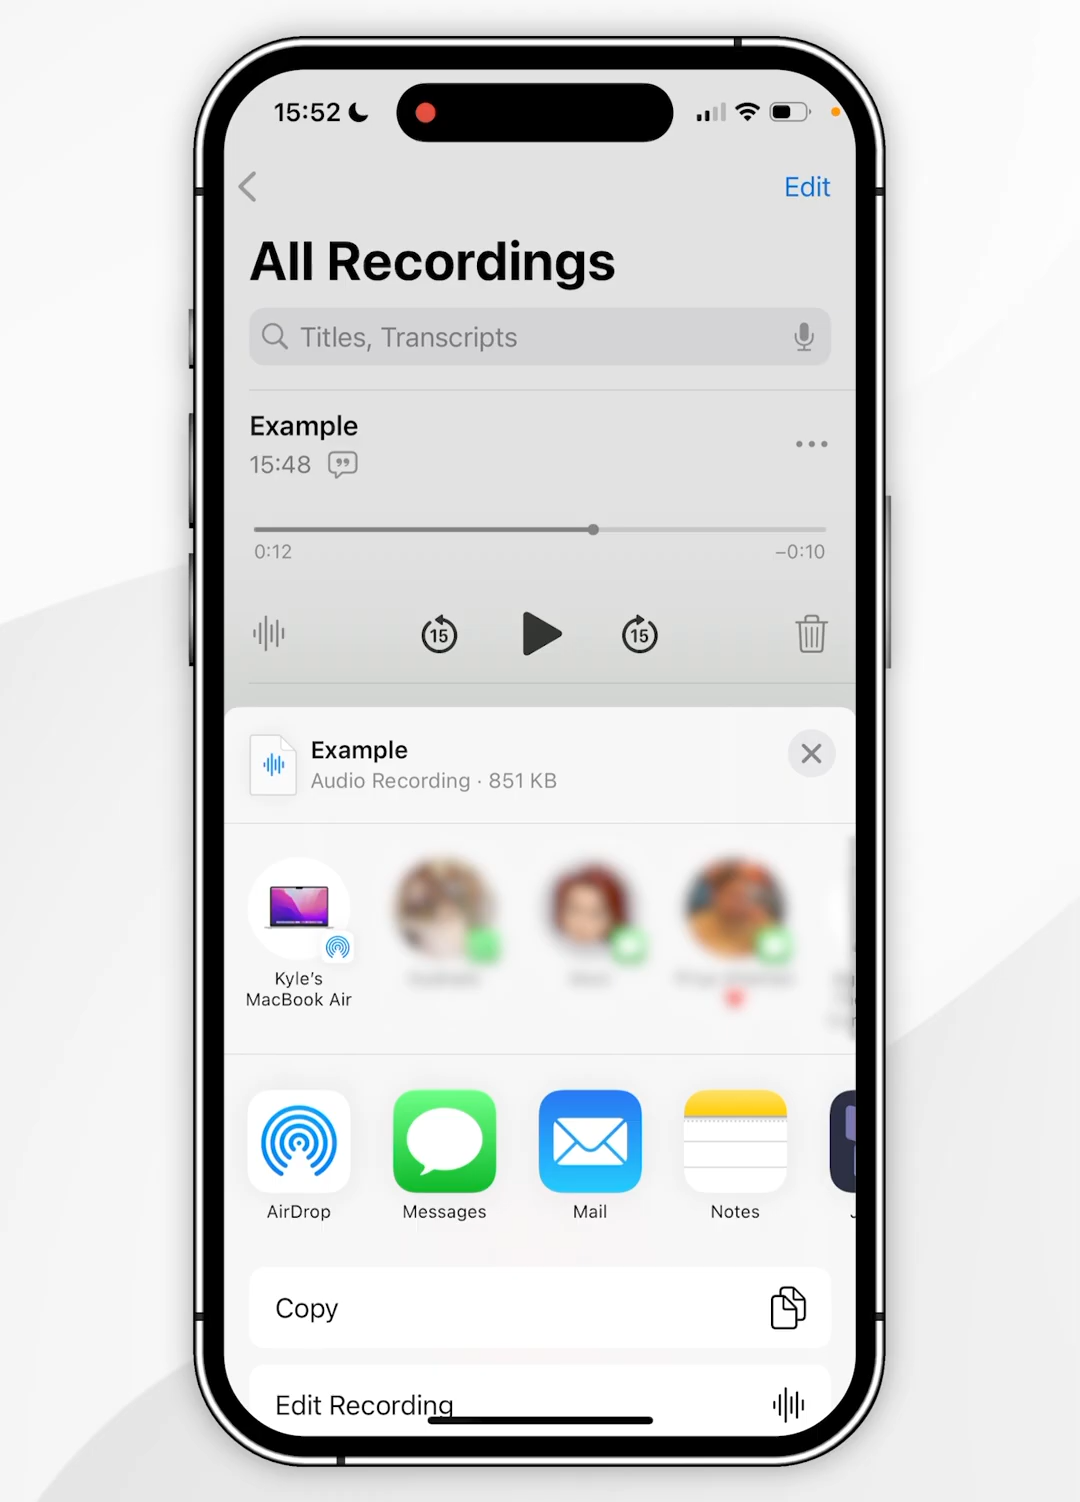 15:52
Edit
All Recordings
Titles, Transcripts
Example
15:48
0:12
−0:10
15
15
Example
Audio Recording · 851 KB
Kyle's
MacBook Air
AirDrop
Messages
Mail
Notes
Copy
Edit Recording